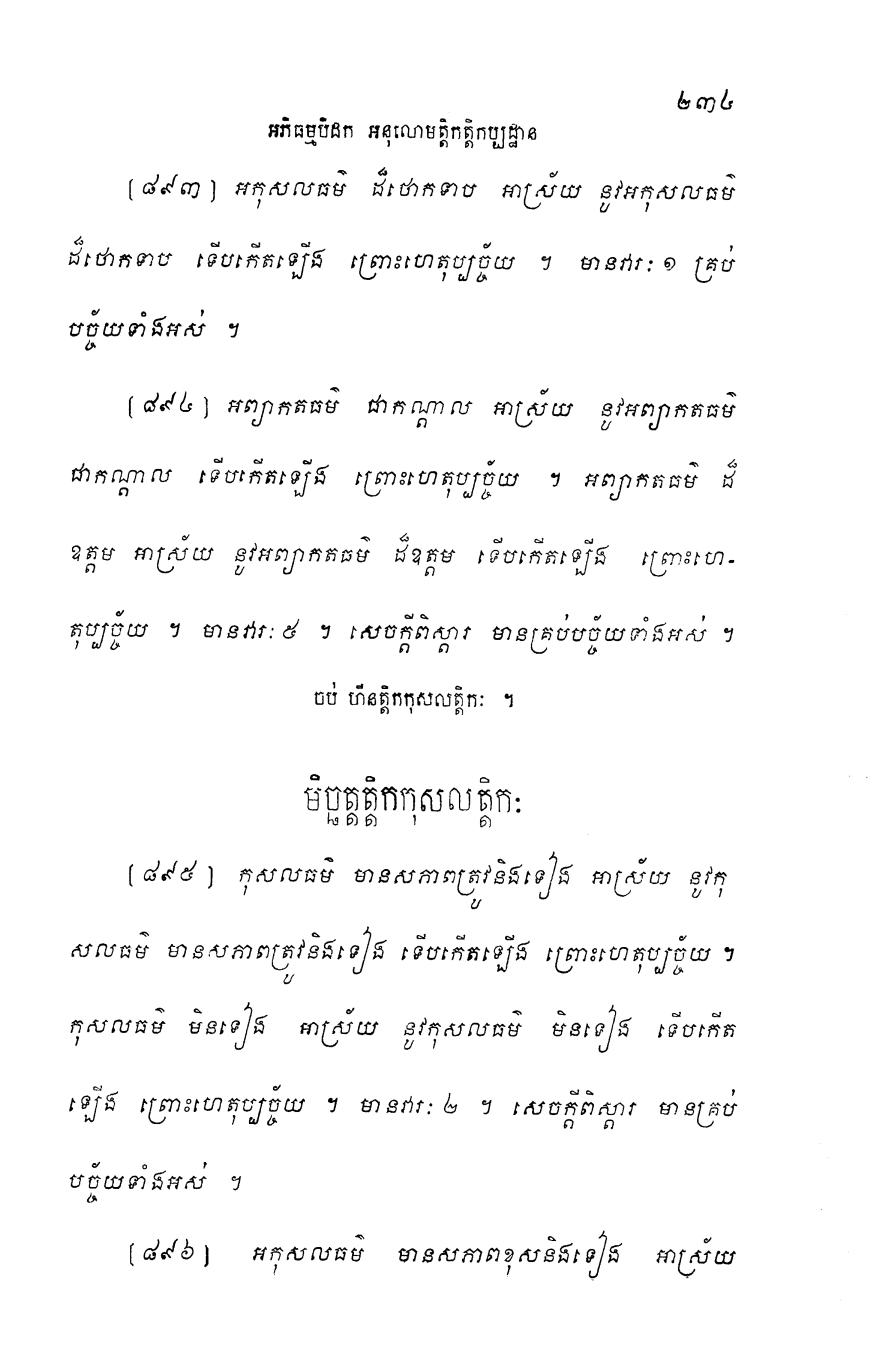 ២៣៤
អភិធម្មបិដក អនុលោមត្តិកត្តិកប្បដ្ឋាន
(៨៩៣) អកុសលធម៌ ដ៏ថោកទាប អាស្រ័យ នូវអកុសលធម៌
ដ៏ថោកទាប ទើបកើតឡើង ព្រោះហេតុប្បច្ច័យ ។ មានវារៈ ១ គ្រប់
បច្ច័យទាំងអស់ ។
(៨៩៤) អព្យាកតធម៌ ជាកណ្តាល អាស្រ័យ នូវអព្យាកតធម៌
ជាកណ្តាល ទើបកើតឡើង ព្រោះហេតុប្បច្ច័យ ។ អព្យាកតធម៌ ដ៏
ឧត្តម អាស្រ័យ នូវអព្យាកតធម៌ ដ៏ឧត្តម ទើបកើតឡើង ព្រោះហេ-
តុប្បច្ច័យ ។ មានវារៈ ៥ ។ សេចក្តីពិស្តារ មានគ្រប់បច្ច័យទាំងអស់ ។
ចប់ ហីនត្តិកកុសលត្តិកៈ ។
មិច្ឆត្តត្តិកកុសលត្តិកៈ
(៨៩៥) កុសលធម៌ មានសភាពត្រូវនិងទៀង អាស្រ័យ នូវកុ
សលធម៌ មានសភាពត្រូវនិងទៀង ទើបកើតឡើង ព្រោះហេតុប្បច្ច័យ ។
កុសលធម៌ មិនទៀង អាស្រ័យ នូវកុសលធម៌ មិនទៀង ទើបកើត
ឡើង ព្រោះហេតុប្បច្ច័យ ។ មានវារៈ ២ ។ សេចក្តីពិស្តារ មានគ្រប់
បច្ច័យទាំងអស់ ។
(៨៩៦) អកុសលធម៌ មានសភាពខុសនិងទៀង អាស្រ័យ